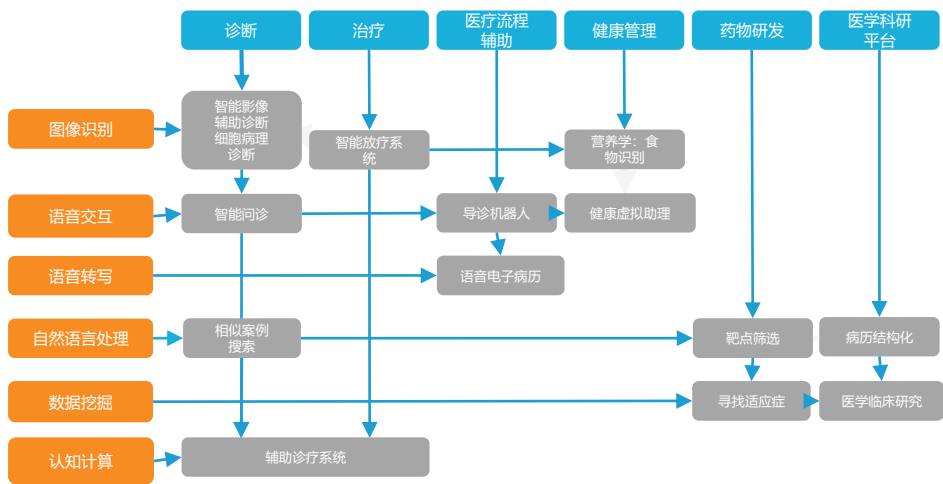 诊断
治疗
医疗流程
辅助
健康管理
药物研发
医学科研
平台
图像识别
智能影像
辅助诊断
细胞病理
诊断
智能放疗系
统
营养学：食
物识别
语音交互
智能问诊
导诊机器人
健康虚拟助理
语音转写
语音电子病历
自然语言处理
相似案例
搜索
靶点筛选
病历结构化
数据挖掘
寻找适应症
医学临床研究
认知计算
辅助诊疗系统